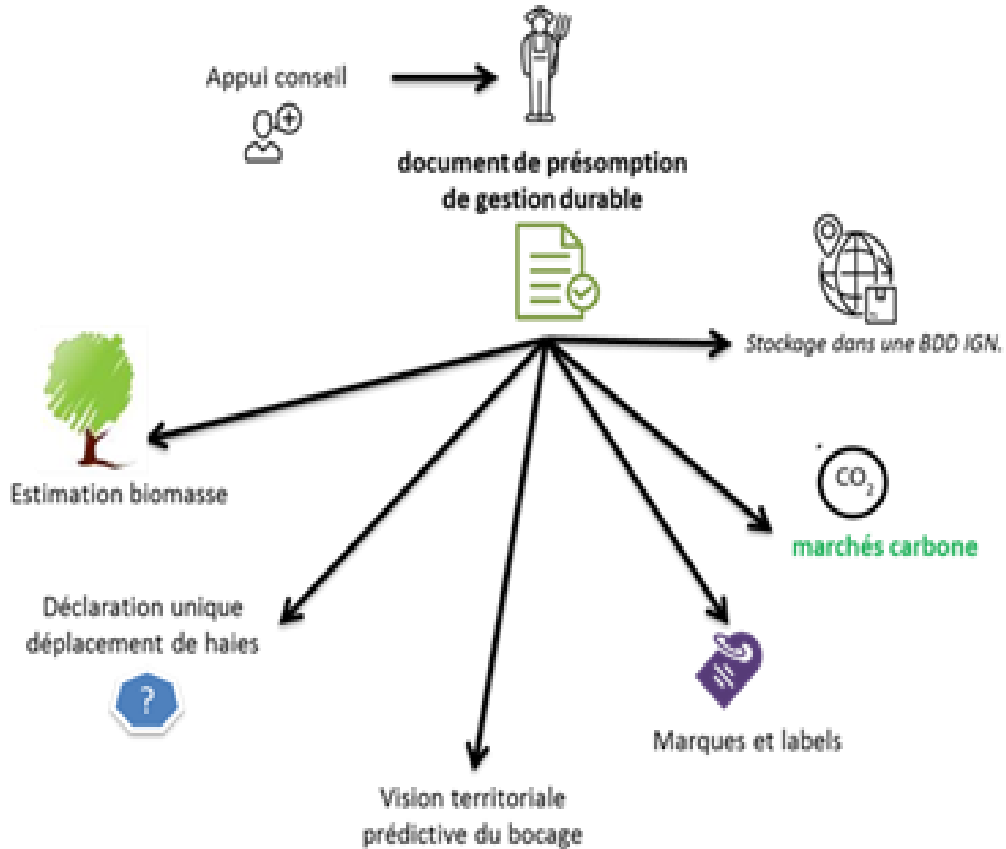 Appui conseil
document de présomption
de gestion durable
Stockage dans une BDD IGN.
Estimation biomasse
CO2
marchés carbone
Déclaration unique
déplacement de haies
?
Marques et labels
Vision territoriale
prédictive du bocage